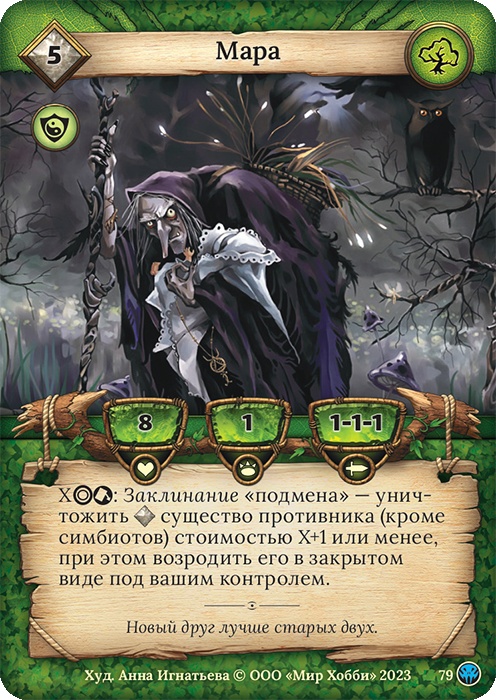 5
Мара
8
1
1-1-1
X: Заклинание «подмена» — унич-
тожить существо противника (кроме
симбиотов) стоимостью X+1 или менее,
при этом возродить его в закрытом
виде под вашим контролем.
Новый друг лучше старых двух.
Худ. Анна Игнатьева © ООО «Мир Хобби» 2023
79